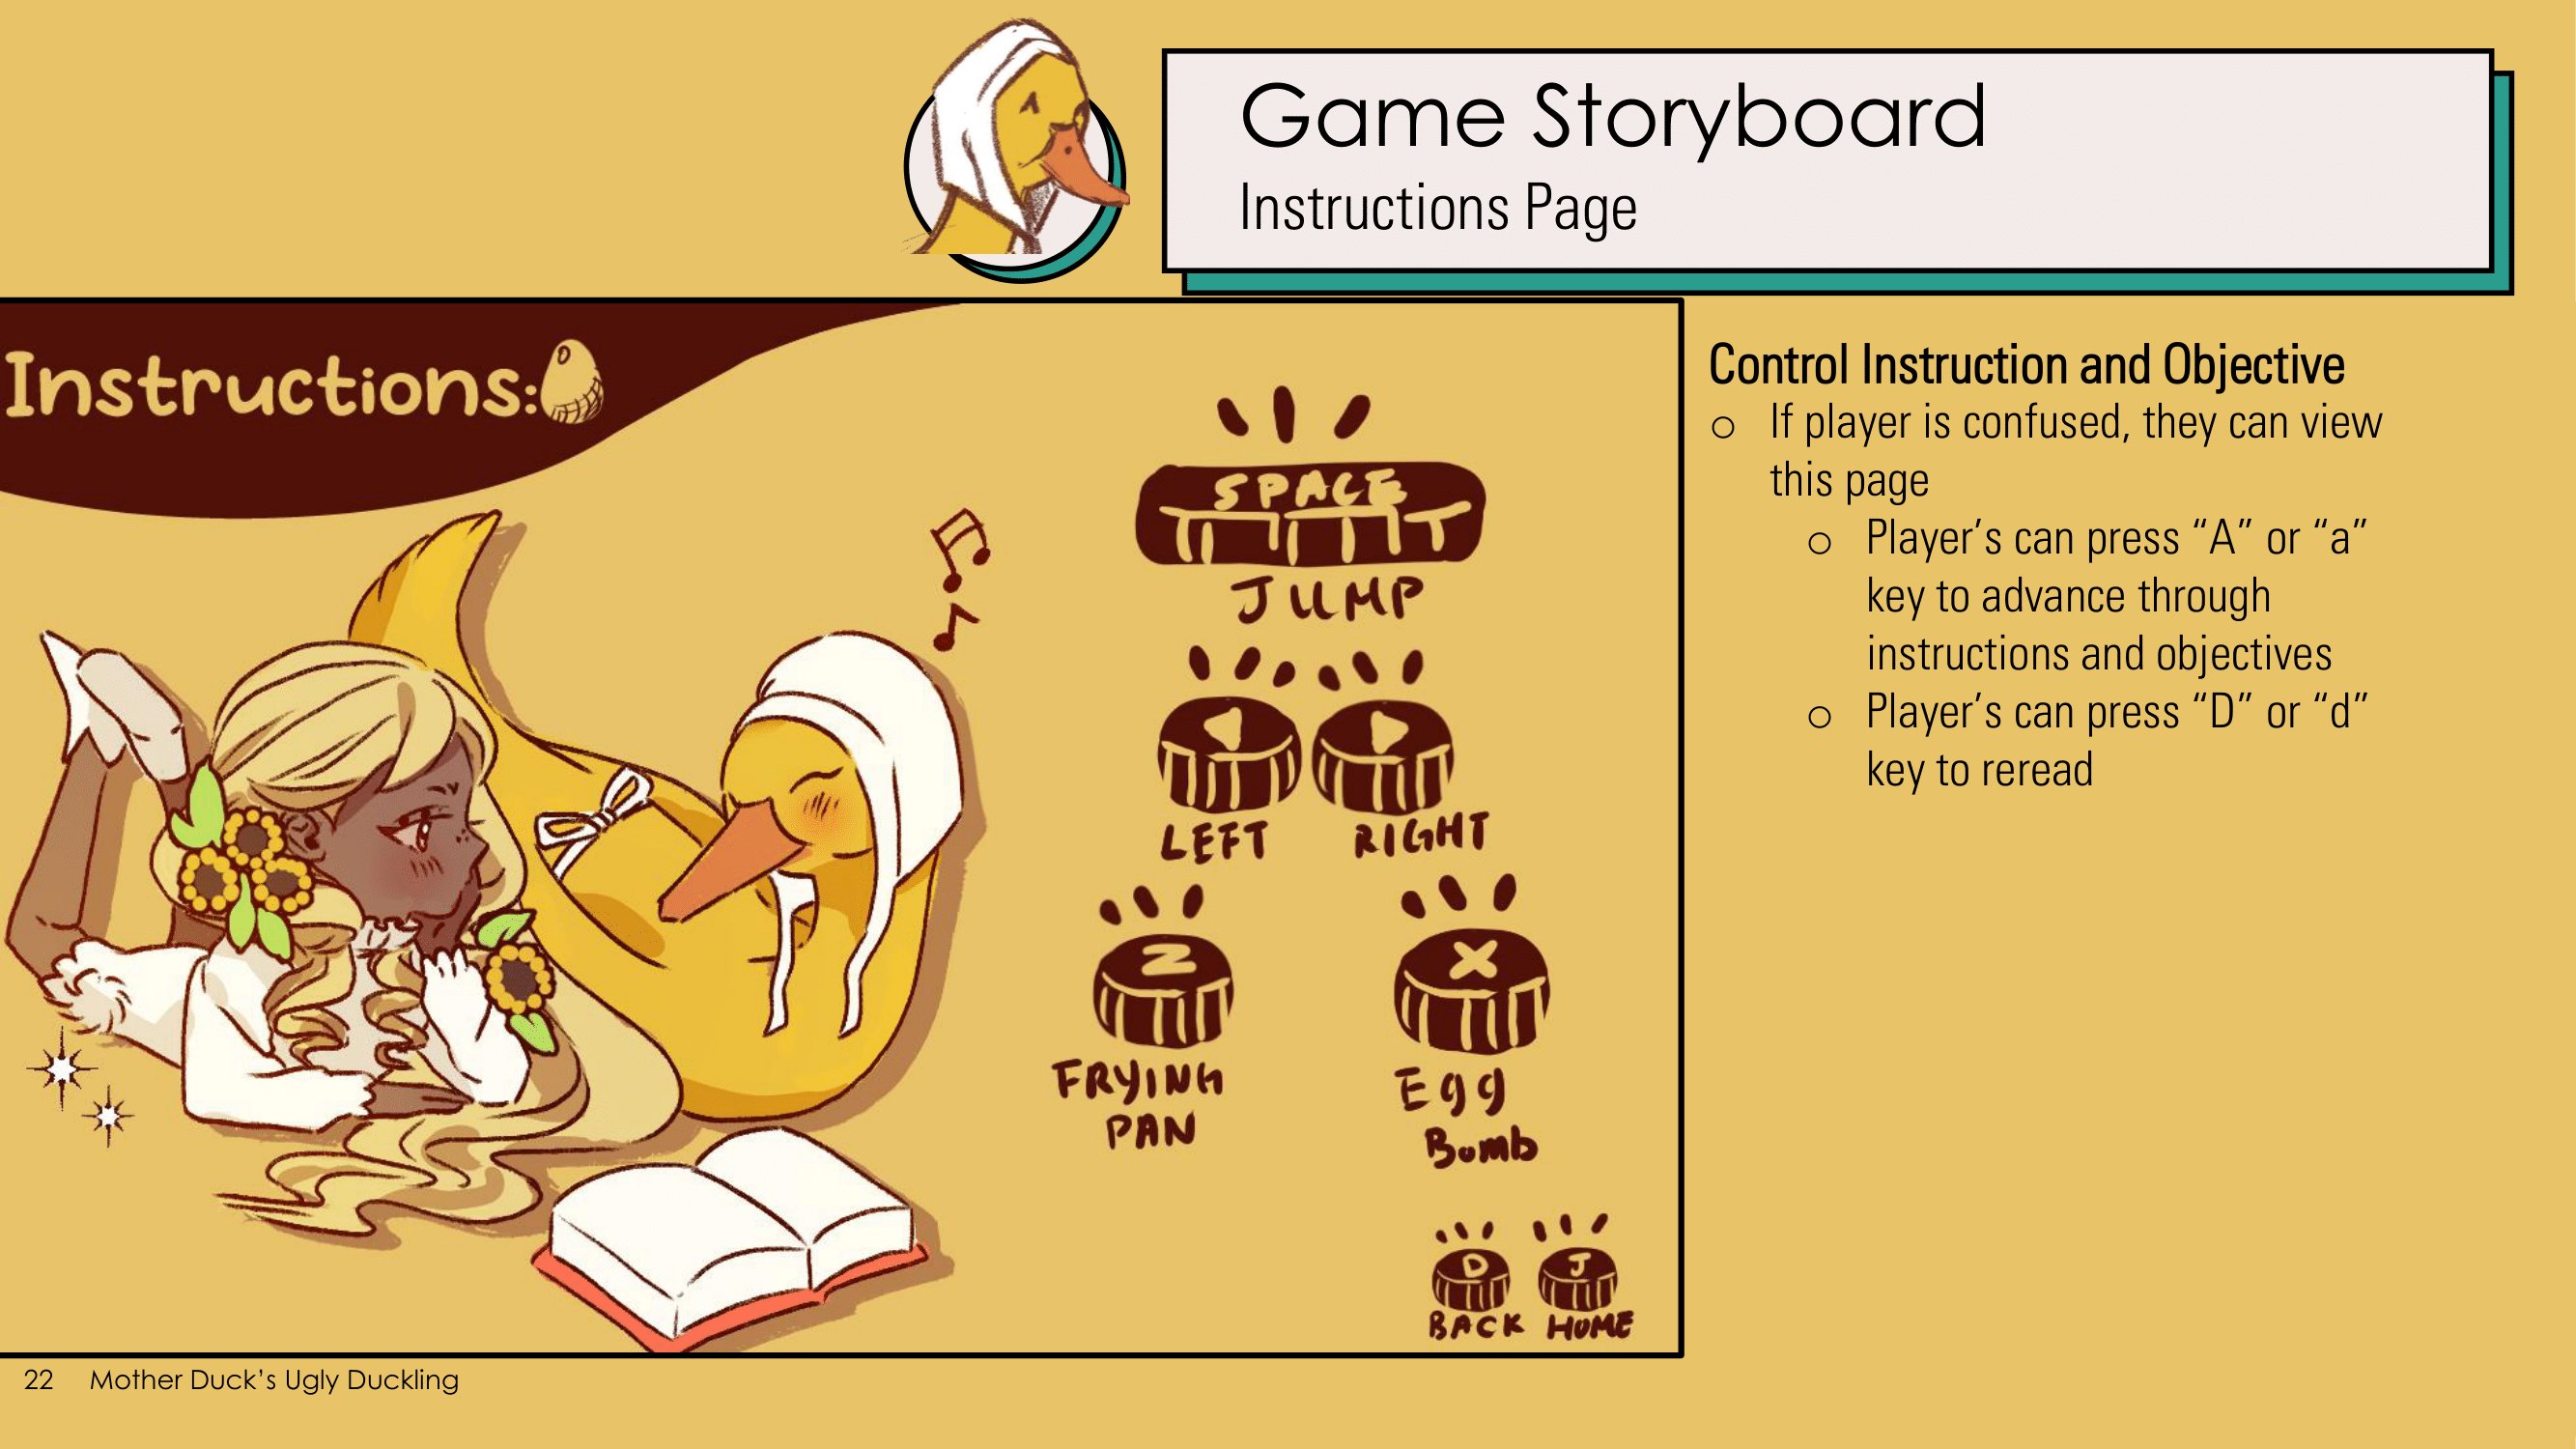 Game Storyboard
Instructions Page
Instructions:
SPACE
JUMP
LEFT RIGHT
Z X
FRYING
PAN
Egg
Bomb
D J
BACK HOME
Control Instruction and Objective
If player is confused, they can view
this page
Player’s can press “A” or “a”
key to advance through
instructions and objectives
Player’s can press “D” or “d”
key to reread
22 Mother Duck’s Ugly Duckling